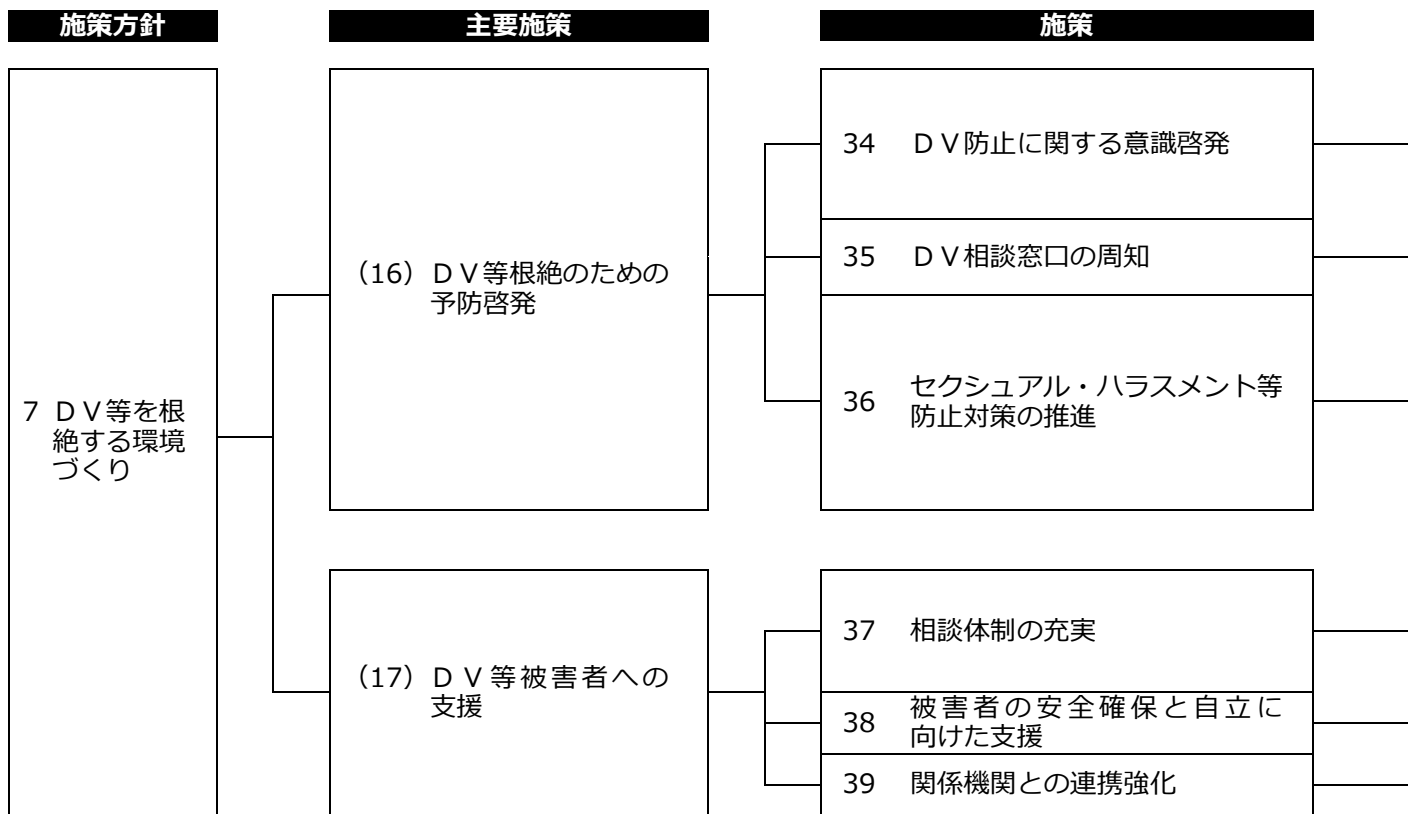 施策方針
主要施策
施策
7 ＤＶ等を根
絶する環境
づくり
（16）ＤＶ等根絶のための
予防啓発
34 ＤＶ防止に関する意識啓発
35 ＤＶ相談窓口の周知
36 セクシュアル・ハラスメント等
防止対策の推進
（17）ＤＶ等被害者への
支援
37 相談体制の充実
38 被害者の安全確保と自立に
向けた支援
39 関係機関との連携強化